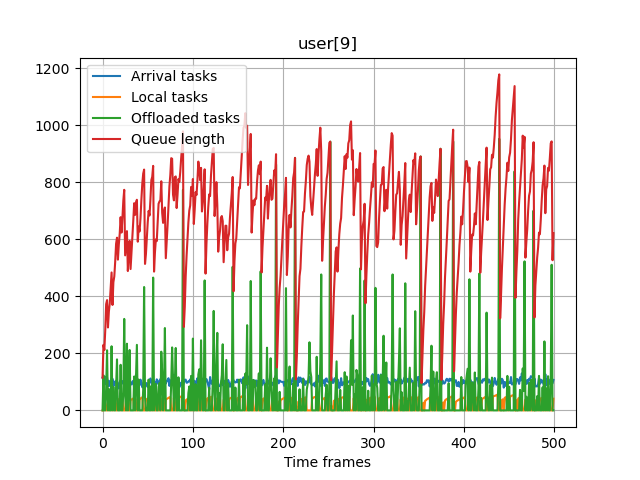 user[9]
Arrival tasks
Local tasks
Offloaded tasks
Queue length
1200
1000
800
600
400
200
0
0 100 200 300 400 500
Time frames